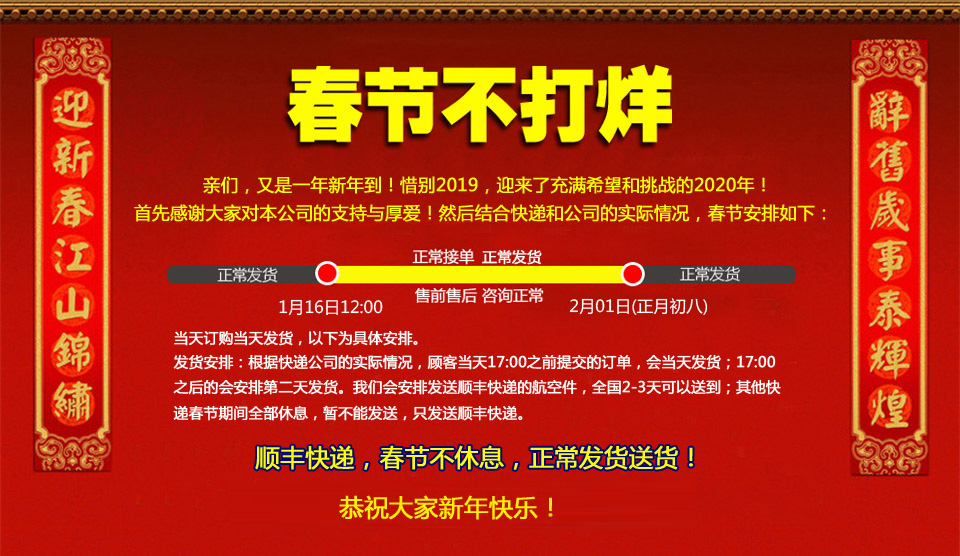 春节不打烊
亲们，又是一年新年到！惜别2019，迎来了充满希望和挑战的2020年！
首先感谢大家对本公司的支持与厚爱！然后结合快递和公司的实际情况，春节安排如下：
正常接单 正常发货
正常发货
正常发货
售前售后 咨询正常
1月16日12:00
2月01日(正月初八)
当天订购当天发货，以下为具体安排。
发货安排：根据快递公司的实际情况，顾客当天17:00之前提交的订单，会当天发货；17:00
之后的会安排第二天发货。我们会安排发送顺丰快递的航空件，全国2-3天可以送到；其他快
递春节期间全部休息，暂不能发送，只发送顺丰快递。
顺丰快递，春节不休息，正常发货送货！
恭祝大家新年快乐！
辭舊歲事泰輝煌
迎新春江山錦繡